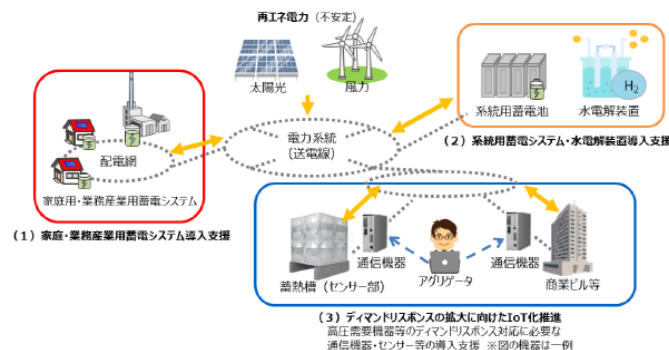 再エネ電力（不安定）
太陽光
風力
系統用蓄電池
水電解装置
H₂
（2）系統用蓄電システム・水電解装置導入支援
電力系統
（送電線）
配電網
家庭用・業務産業用蓄電システム
（1）家庭・業務産業用蓄電システム導入支援
通信機器
通信機器
蓄熱槽（センサー部）
アグリゲータ
商業ビル等
（3）ディマンドリスポンスの拡大に向けたIoT化推進
高圧需要機器等のディマンドリスポンス対応に必要な
通信機器・センサー等の導入支援 ※図の機器は一例